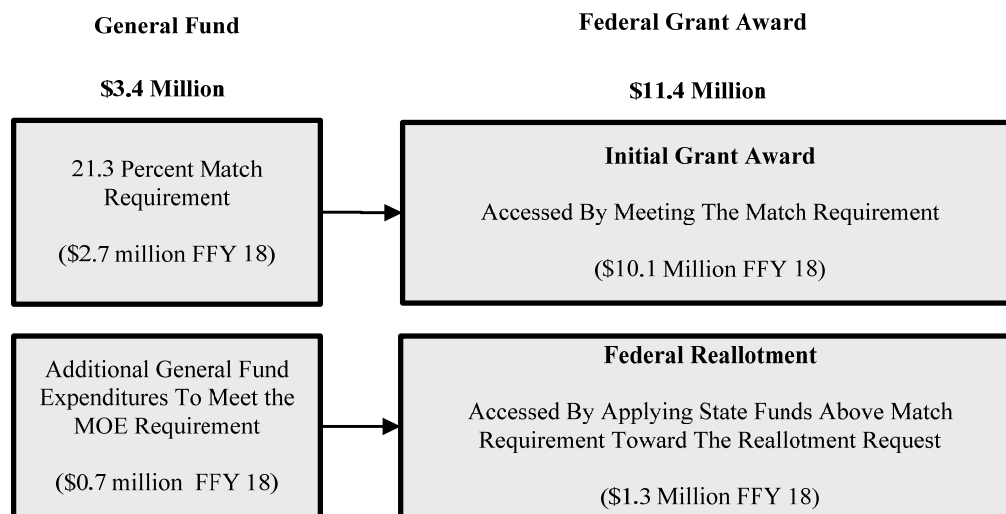 General Fund
Federal Grant Award
$3.4 Million
$11.4 Million
21.3 Percent Match
Requirement
($2.7 million FFY 18)
Initial Grant Award
Accessed By Meeting The Match Requirement
($10.1 Million FFY 18)
Additional General Fund
Expenditures To Meet the
MOE Requirement
($0.7 million  FFY 18)
Federal Reallotment
Accessed By Applying State Funds Above Match
Requirement Toward The Reallotment Request
($1.3 Million FFY 18)